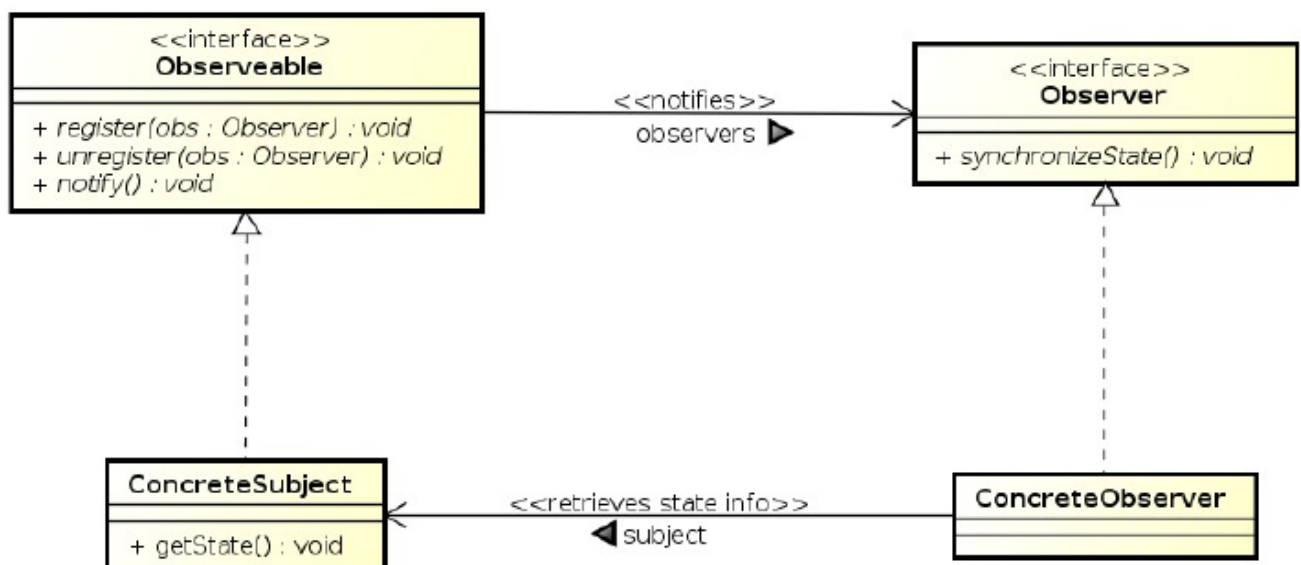 <<interface>>
Observeable
+ register(obs : Observer) : void
+ unregister(obs : Observer) : void
+ notify() : void
<<notifies>>
observers
<<interface>>
Observer
+ synchronizeState() : void
ConcreteSubject
+ getState() : void
<<retrieves state info>>
subject
ConcreteObserver